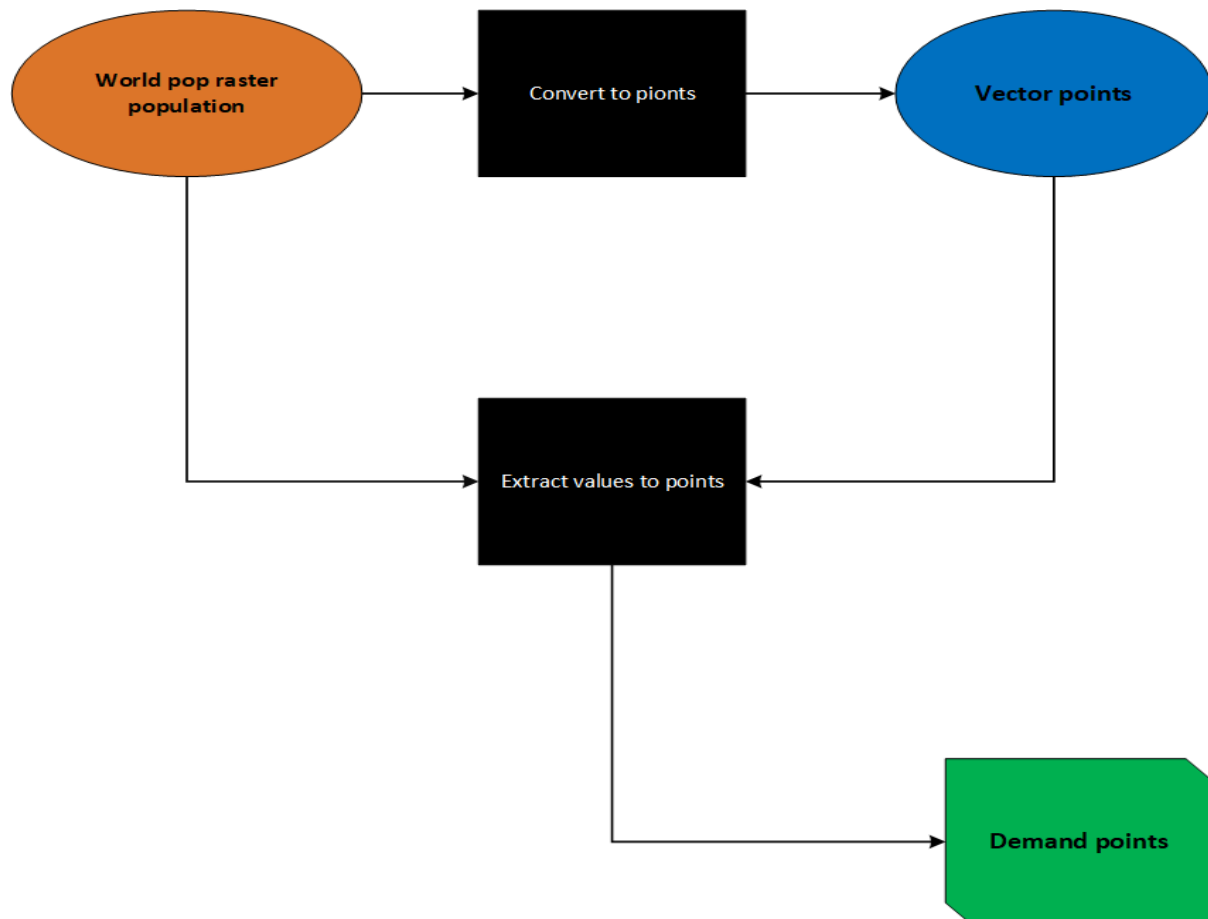 World pop raster
population
Convert to pionts
Vector points
Extract values to points
Demand points